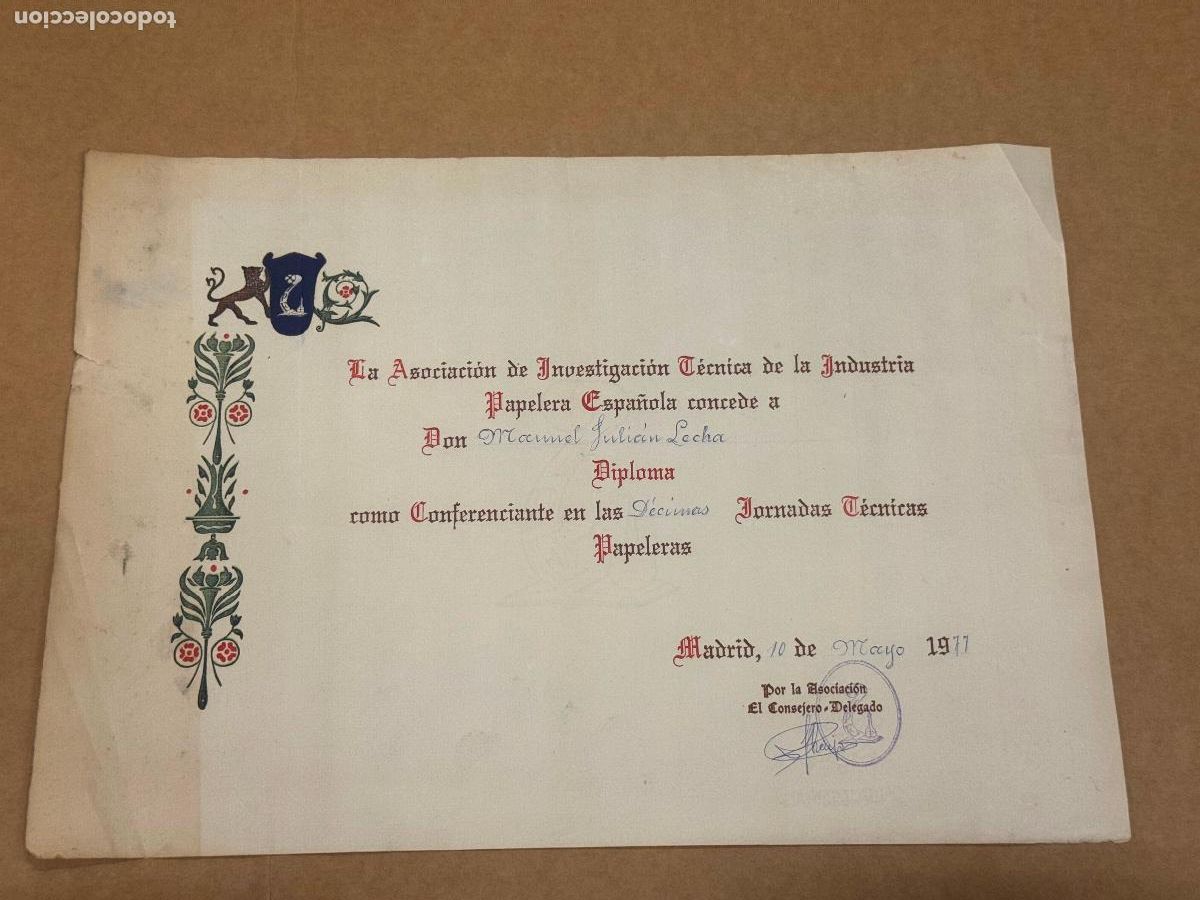 todocoleccion
La Asociación de Investigación Técnica de la Industria
Papelera Española concede a
Don Manuel Julián Lecha
Diploma
como Conferenciante en las Décimas Jornadas Técnicas
Papeleras
Madrid, 10 de Mayo 1977
Por la Asociación
El Consejero-Delegado